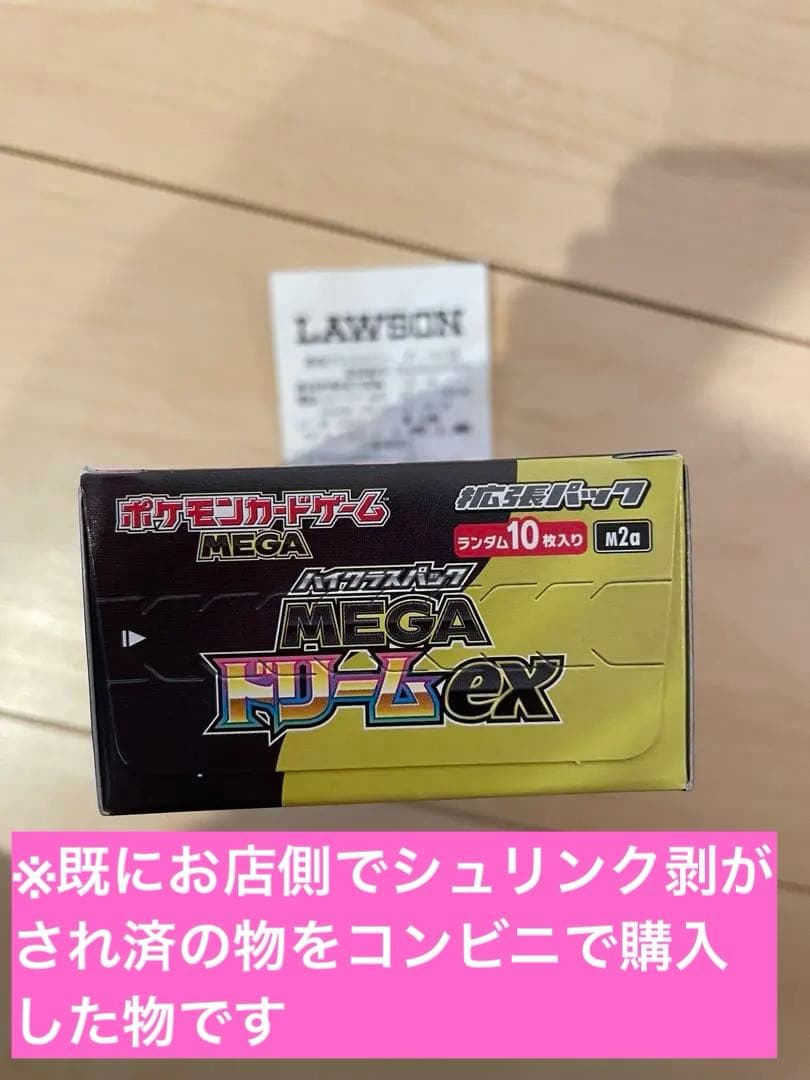 LAWSON
ポケモンカードゲーム
MEGA
拡張パック
ランダム10枚入り
M2a
ハイクラスパック
MEGA
ドリームex
※既にお店側でシュリンク剥が
され済の物をコンビニで購入
した物です